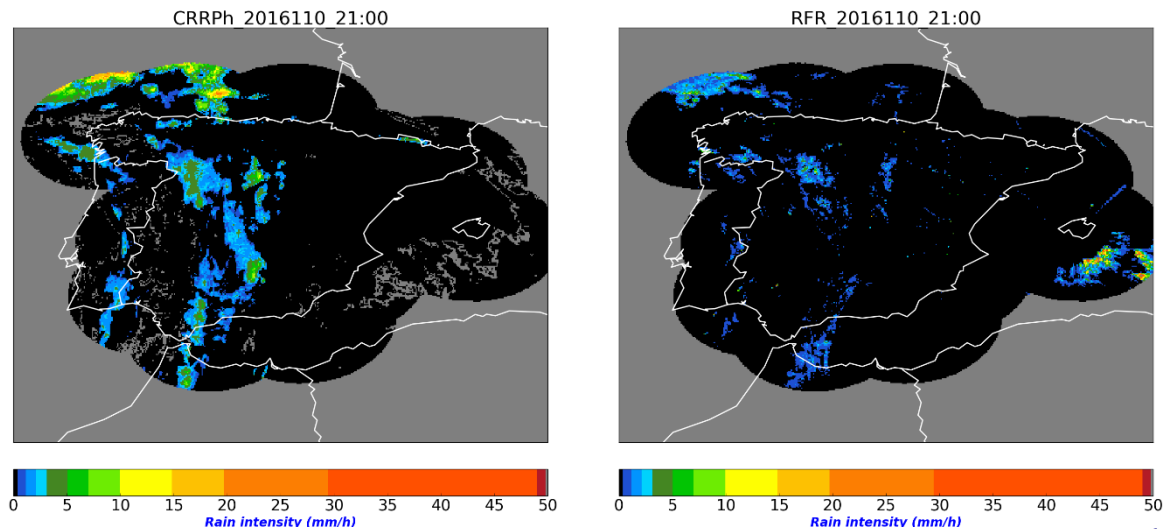 CRRPh_2016110_21:00
0 5 10 15 20 25 30 35 40 45 50
Rain intensity (mm/h)
RFR_2016110_21:00
0 5 10 15 20 25 30 35 40 45 50
Rain intensity (mm/h)